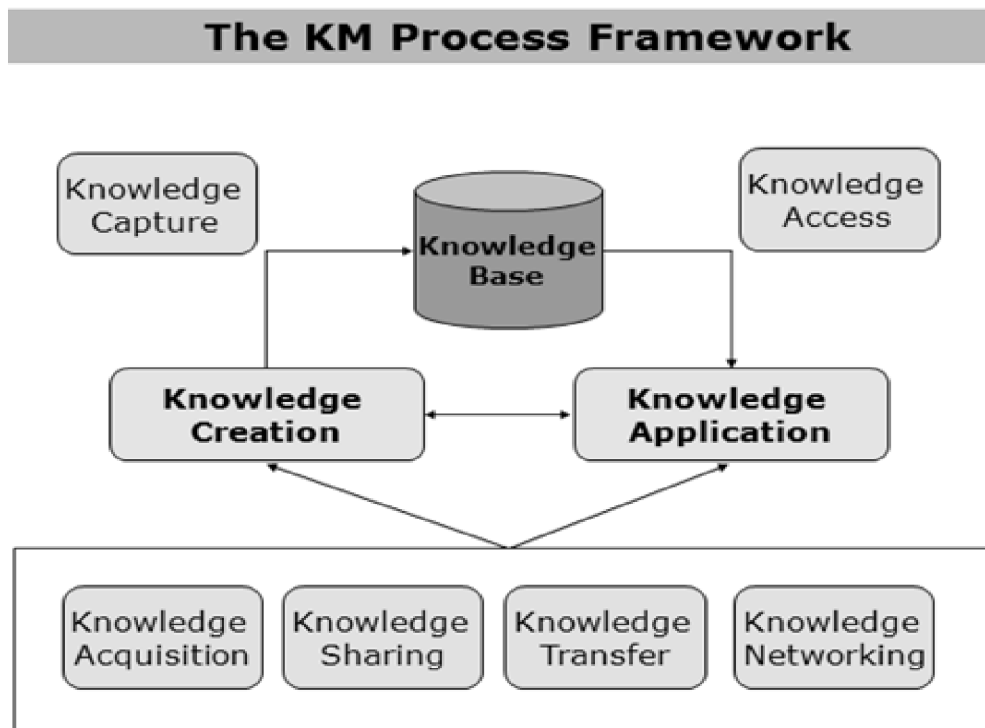 The KM Process Framework
Knowledge
Capture
Knowledge
Base
Knowledge
Access
Knowledge
Creation
Knowledge
Application
Knowledge
Acquisition
Knowledge
Sharing
Knowledge
Transfer
Knowledge
Networking